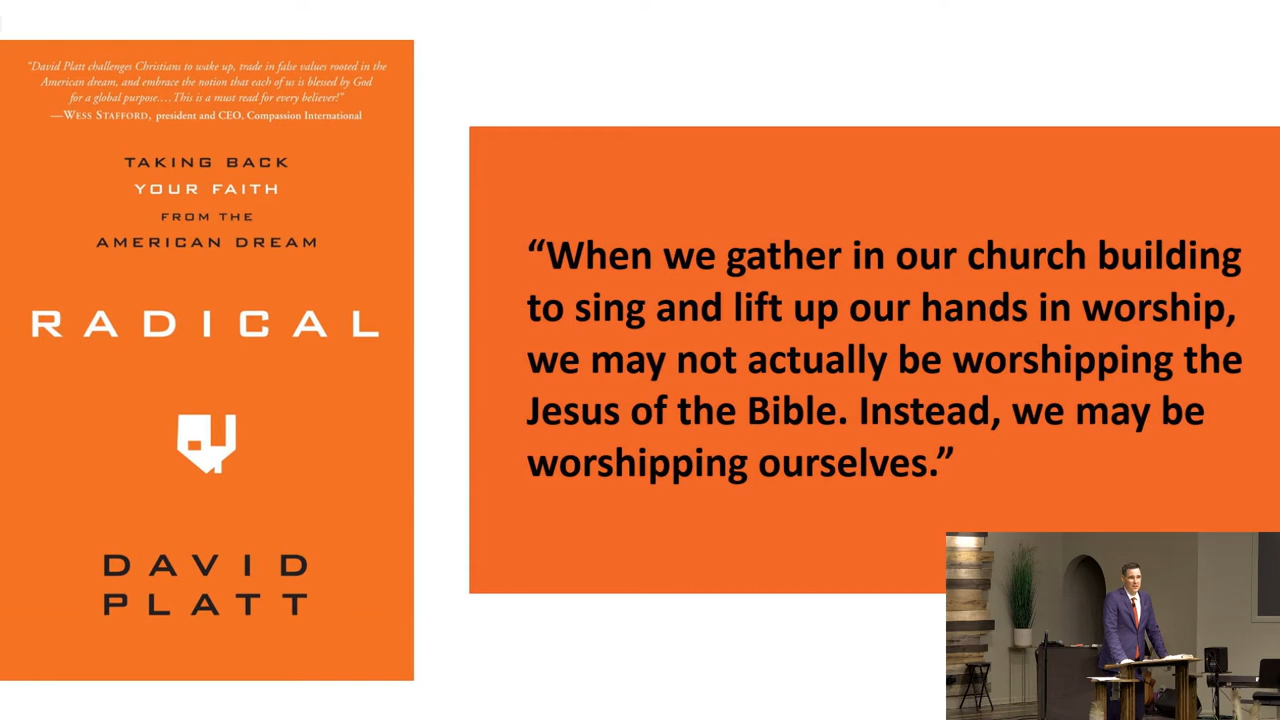 “David Platt challenges Christians to wake up, trade in false values rooted in the
American dream, and embrace the notion that each of us is blessed by God
for a global purpose.…This is a must read for every believer!”
—Wess Stafford, president and CEO, Compassion International
TAKING BACK
YOUR FAITH
FROM THE
AMERICAN DREAM
RADICAL
DAVID
PLATT
“When we gather in our church building
to sing and lift up our hands in worship,
we may not actually be worshipping the
Jesus of the Bible. Instead, we may be
worshipping ourselves.”